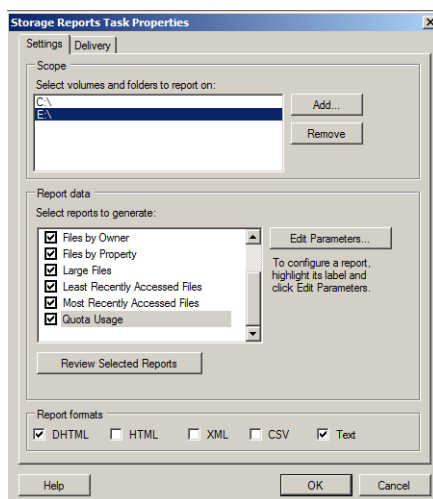 Storage Reports Task Properties
Settings Delivery
Scope
Select volumes and folders to report on:
C:\
E:\
Add...
Remove
Report data
Select reports to generate:
Files by Owner
Files by Property
Large Files
Least Recently Accessed Files
Most Recently Accessed Files
Quota Usage
Edit Parameters...
To configure a report,
highlight its label and
click Edit Parameters.
Review Selected Reports
Report formats
DHTML HTML XML CSV Text
Help OK Cancel